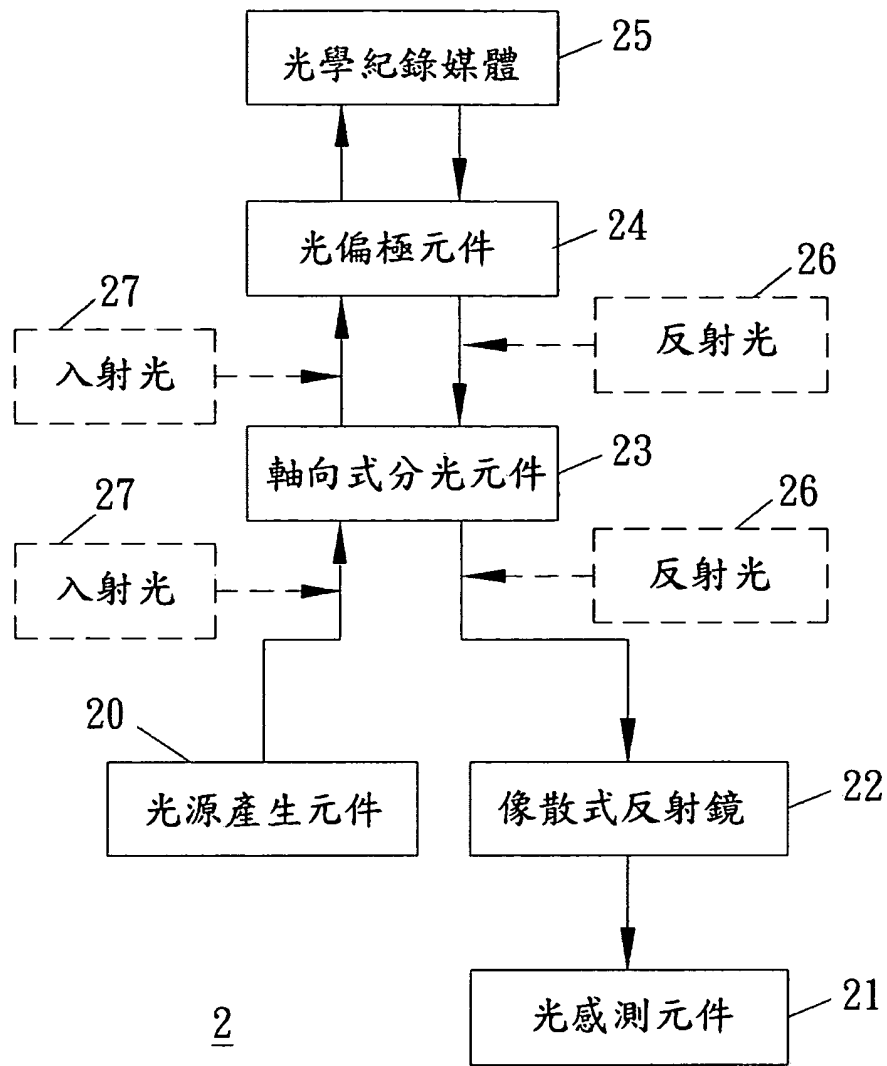 25
光學紀錄媒體
24
光偏極元件
27
26
入射光
反射光
23
軸向式分光元件
27
26
入射光
反射光
20
光源產生元件
22
像散式反射鏡
21
光感測元件
2